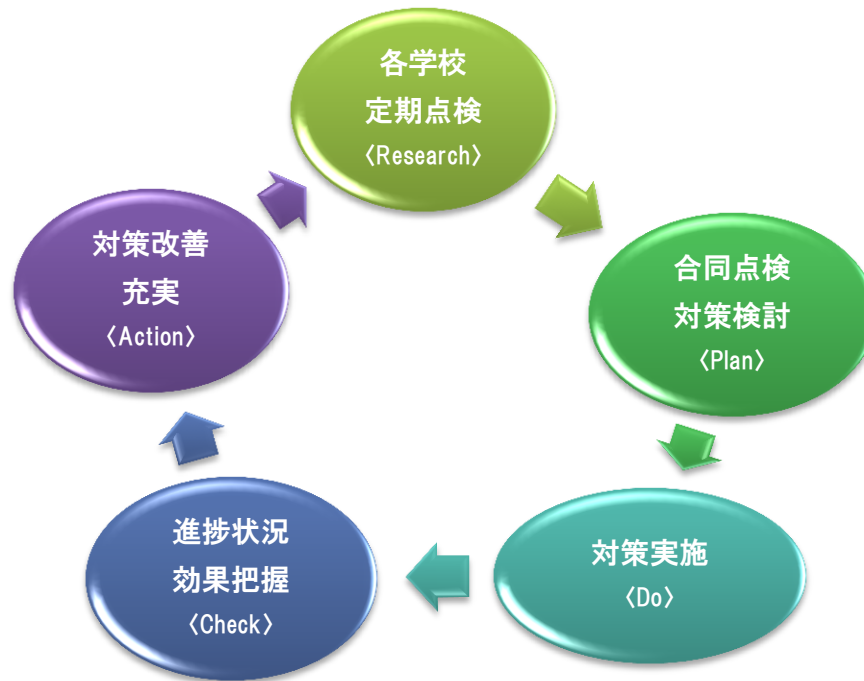 各学校
定期点検
〈Research〉
合同点検
対策検討
〈Plan〉
対策実施
〈Do〉
進捗状況
効果把握
〈Check〉
対策改善
充実
〈Action〉